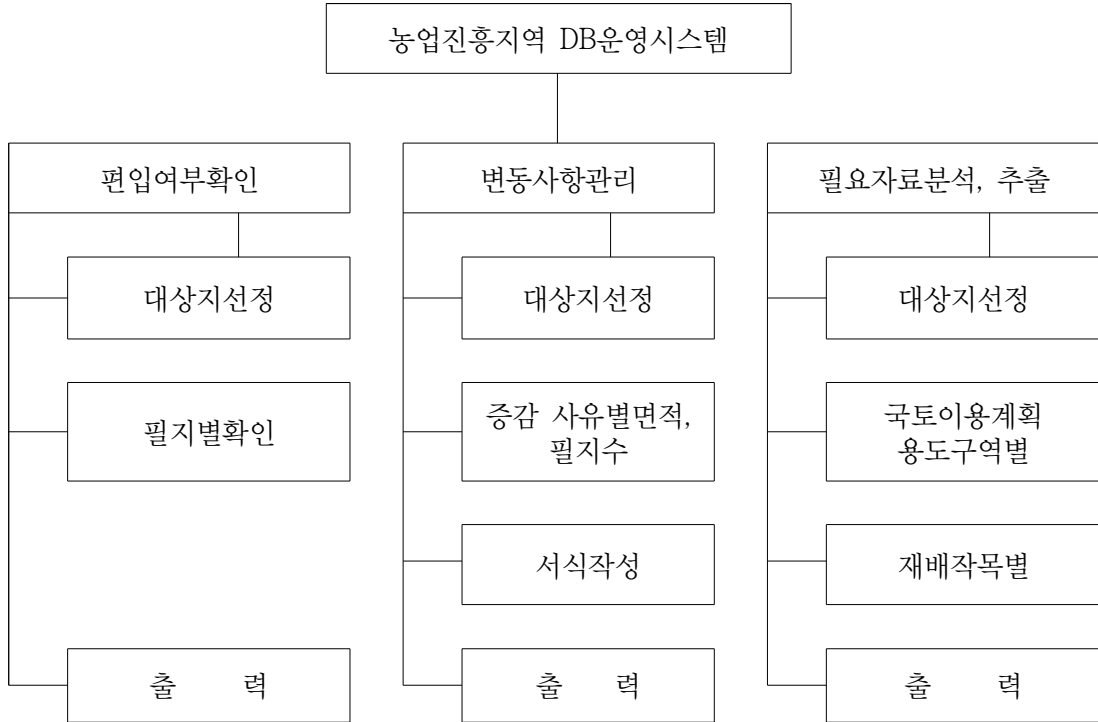 농업진흥지역 DB운영시스템
편입여부확인
변동사항관리
필요자료분석, 추출
대상지선정
대상지선정
대상지선정
필지별확인
증감 사유별면적,
필지수
국토이용계획
용도구역별
서식작성
재배작목별
출 력
출 력
출 력